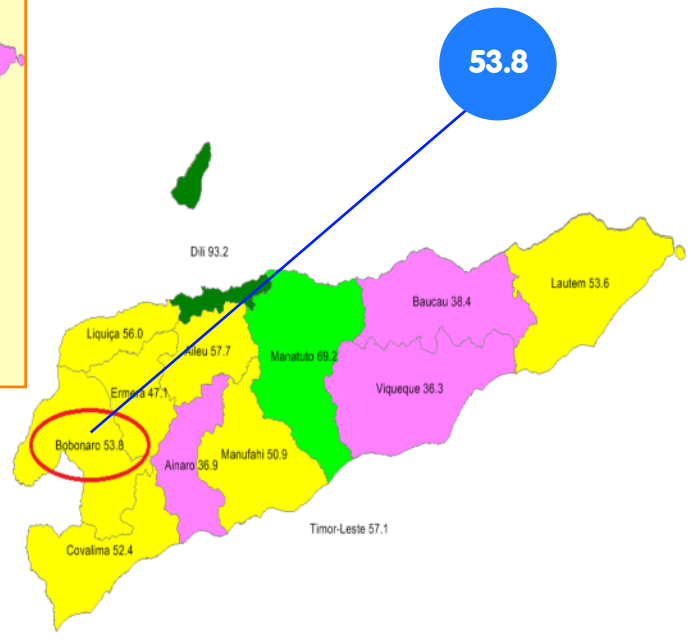 53.8
Dili 93.2
Lautem 53.6
Baucau 38.4
Liquiça 56.0
Aileu 57.7
Manatuto 69.2
Viqueque 36.3
Ermera 47.1
Bobonaro 53.8
Manufahi 50.9
Ainaro 36.9
Timor-Leste 57.1
Covalima 52.4